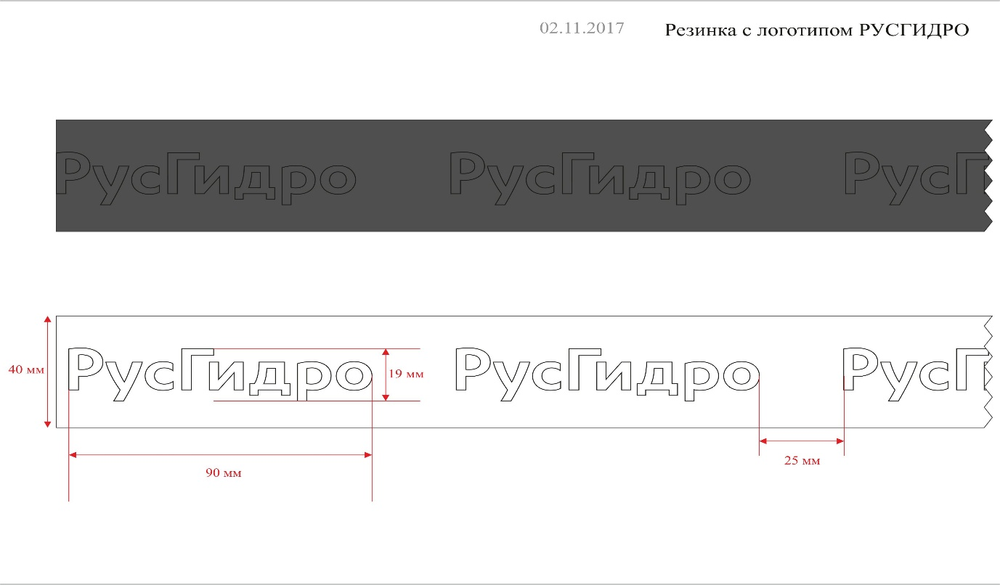 02.11.2017 Резинка с логотипом РУСГИДРО
РусГидро РусГидро РусГ
40 мм
РусГидро РусГидро РусГ
19 мм
25 мм
90 мм